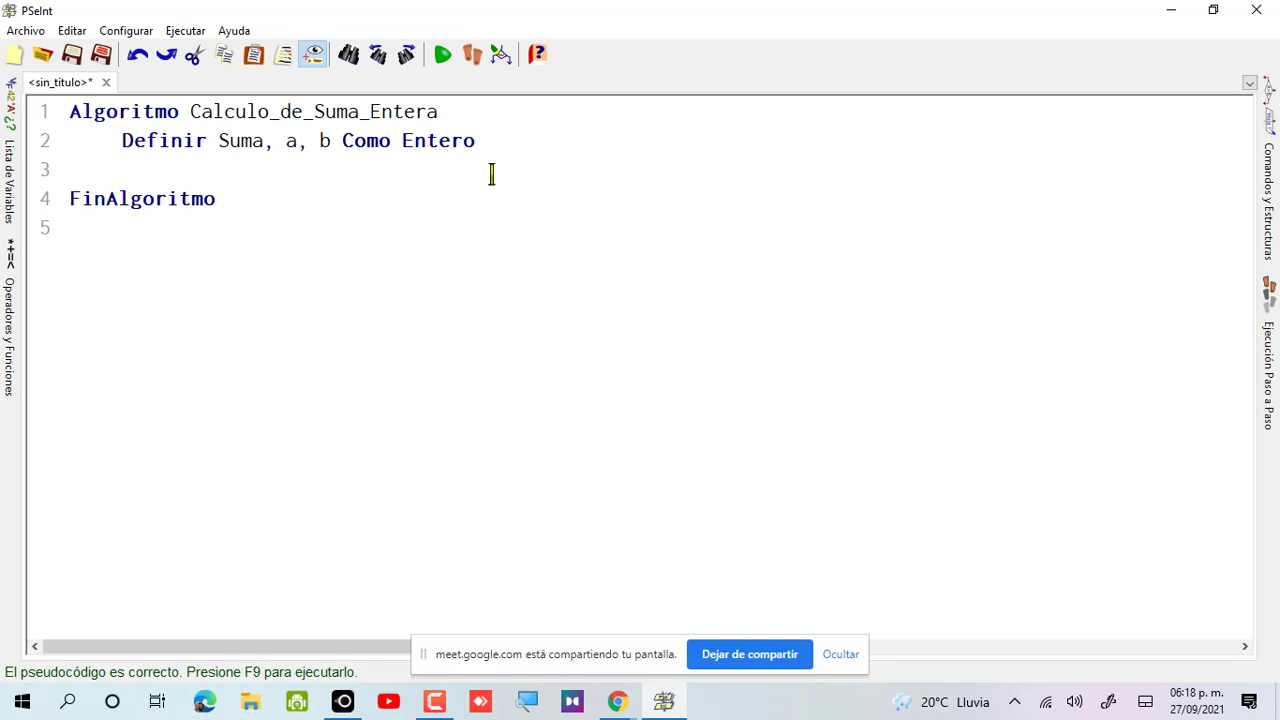 PSeInt
Archivo Editar Configurar Ejecutar Ayuda
<sin_titulo>*
1 Algoritmo Calculo_de_Suma_Entera
2 Definir Suma, a, b Como Entero
3
4 FinAlgoritmo
5
Lista de Variables
*+=< Operadores y Funciones
Comandos y Estructuras
Ejecución Paso a Paso
meet.google.com está compartiendo tu pantalla. Dejar de compartir Ocultar
El pseudocódigo es correcto. Presione F9 para ejecutarlo.
20°C Lluvia
06:18 p. m.
27/09/2021